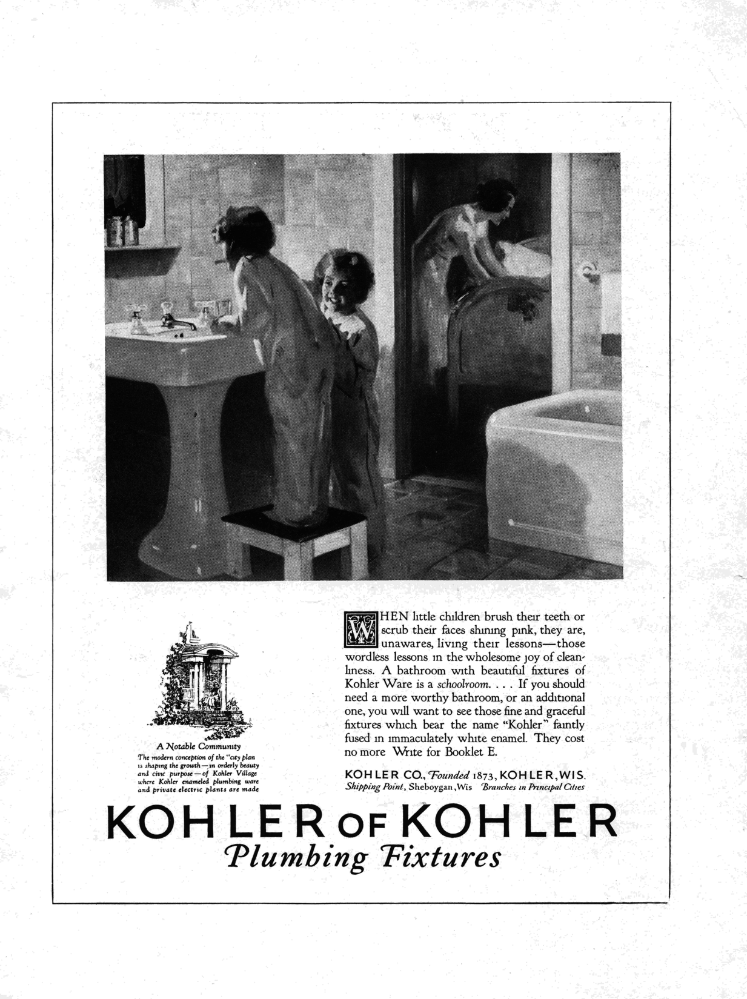 A Notable Community
The modern conception of the "city plan
is shaping the growth—in orderly beauty
and civic purpose—of Kohler Village
where Kohler enameled plumbing ware
and private electric plants are made
WHEN little children brush their teeth or
scrub their faces shining pink, they are,
unawares, living their lessons—those
wordless lessons in the wholesome joy of clean-
liness. A bathroom with beautiful fixtures of
Kohler Ware is a schoolroom. . . . If you should
need a more worthy bathroom, or an additional
one, you will want to see those fine and graceful
fixtures which bear the name "Kohler" faintly
fused in immaculately white enamel. They cost
no more Write for Booklet E.
KOHLER CO., Founded 1873, KOHLER, WIS.
Shipping Point, Sheboygan, Wis Branches in Principal Cities
KOHLER OF KOHLER
Plumbing Fixtures